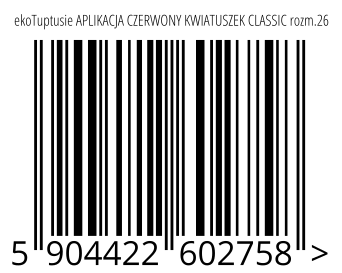 ekoTuptusie APLIKACJA CZERWONY KWIATUSZEK CLASSIC rozm.26
5 904422 602758 >